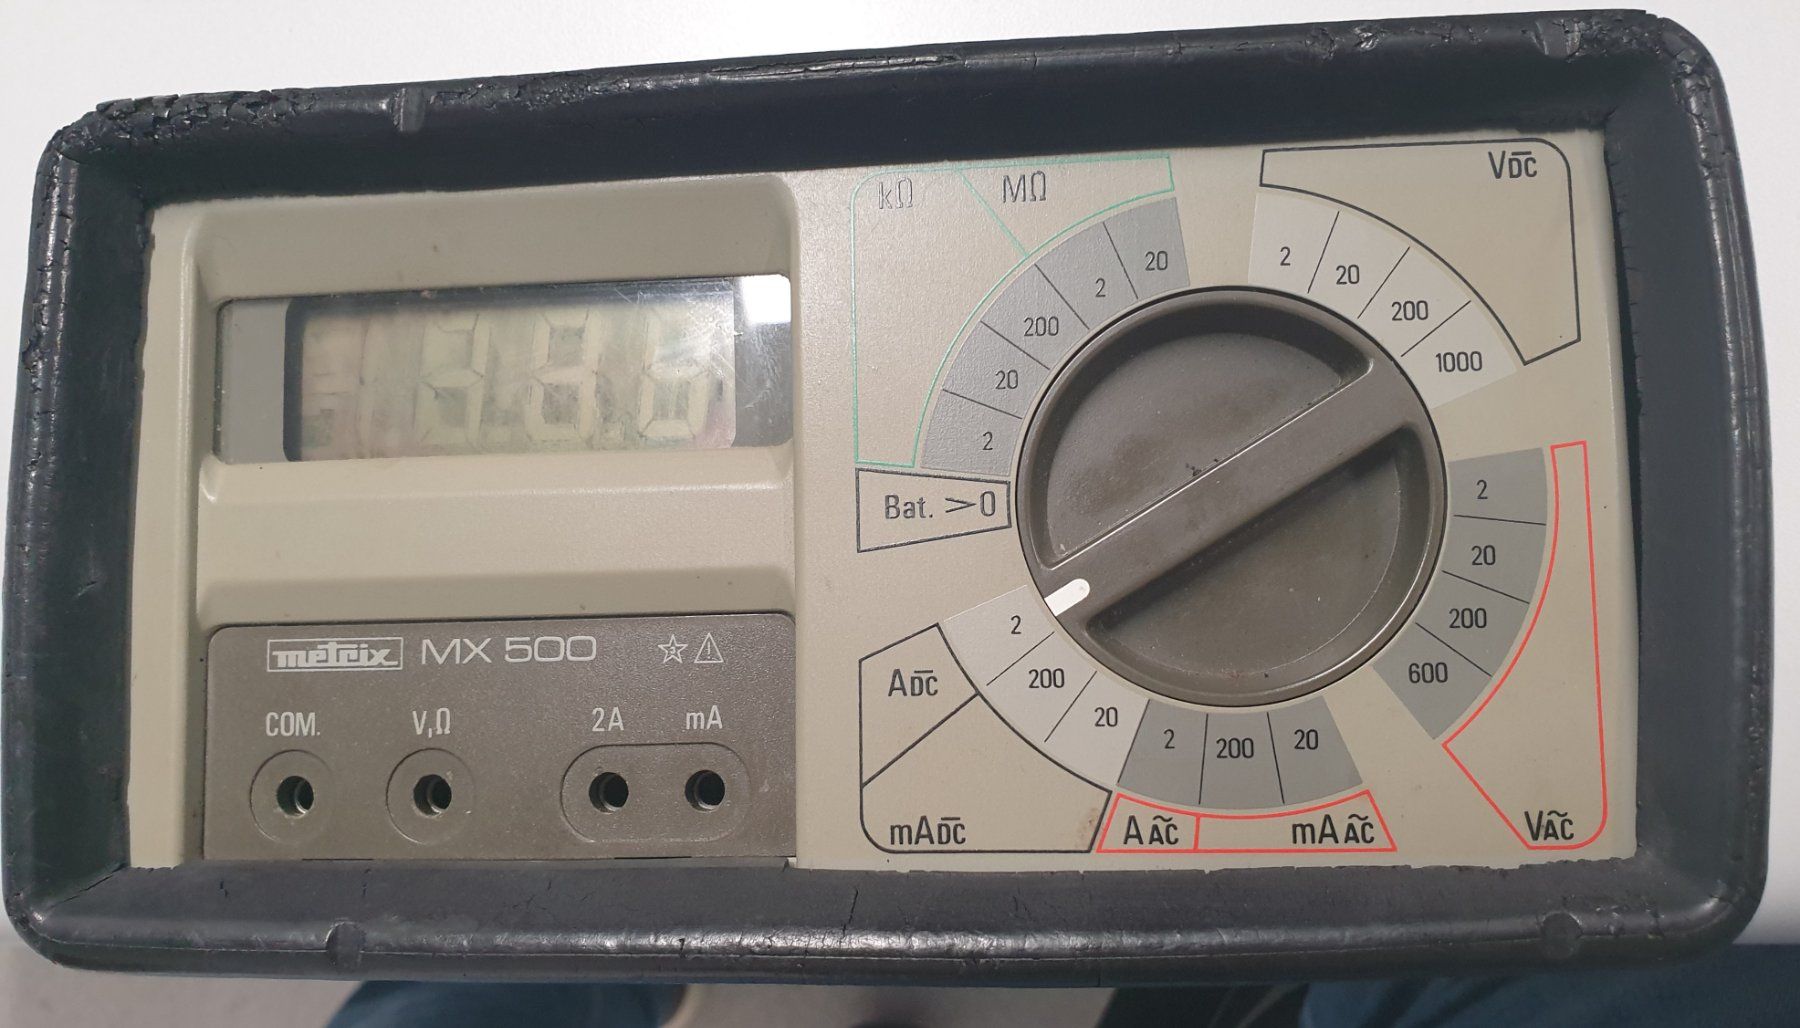 kΩ MΩ
2 20 200 2 20
VDC
2 20 200 1000
Bat. >0
metrix MX 500
COM. V,Ω 2A mA
ADC
mADC
2 200 20
2 200 20
AAC mAAC
2 20 200 600
VAC